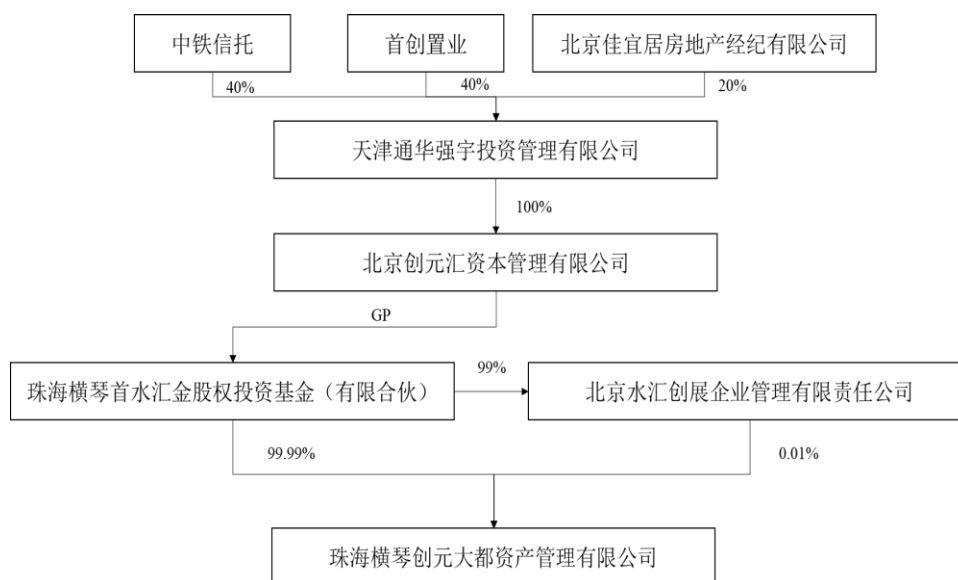 中铁信托
首创置业
北京佳宜居房地产经纪有限公司
40%
40%
20%
天津通华强宇投资管理有限公司
100%
北京创元汇资本管理有限公司
GP
珠海横琴首水汇金股权投资基金（有限合伙）
99%
北京水汇创展企业管理有限责任公司
99.99%
0.01%
珠海横琴创元大都资产管理有限公司